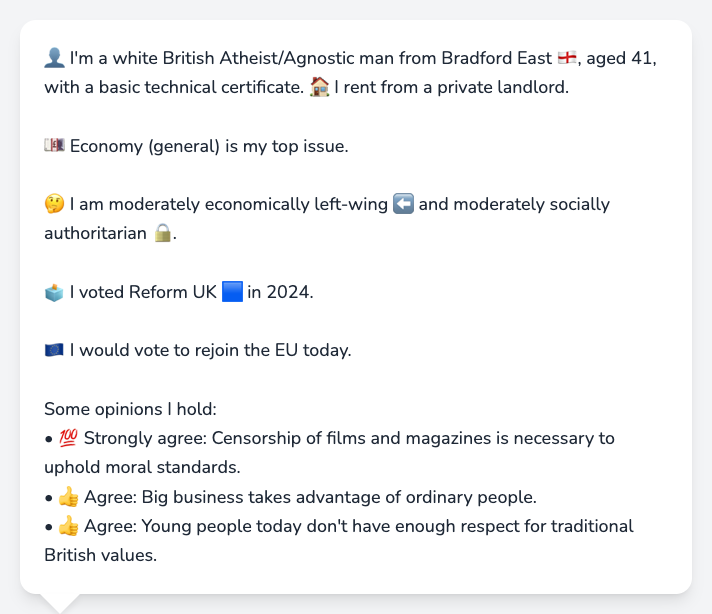 👤 I'm a white British Atheist/Agnostic man from Bradford East 🏴󠁧󠁢󠁥󠁮󠁧󠁿, aged 41,
with a basic technical certificate. 🏠 I rent from a private landlord.
💷 Economy (general) is my top issue.
🤔 I am moderately economically left-wing ⬅️ and moderately socially
authoritarian 🔒.
🗳️ I voted Reform UK 🟦 in 2024.
🇪🇺 I would vote to rejoin the EU today.
Some opinions I hold:
• 💯 Strongly agree: Censorship of films and magazines is necessary to
uphold moral standards.
• 👍 Agree: Big business takes advantage of ordinary people.
• 👍 Agree: Young people today don't have enough respect for traditional
British values.